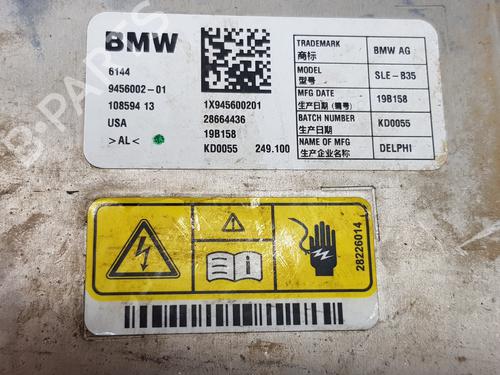 BMW
6144
9456002-01
108594 13
USA
>AL<
1X945600201
28664436
19B158
KD0055 249.100
TRADEMARK
商标
BMW AG
MODEL
型号
SLE-B35
MFG DATE
生产日期(编号)
19B158
BATCH NUMBER
生产日期(编号)
KD0055
NAME OF MFG
生产企业名称
DELPHI
28226014
B-PARTS